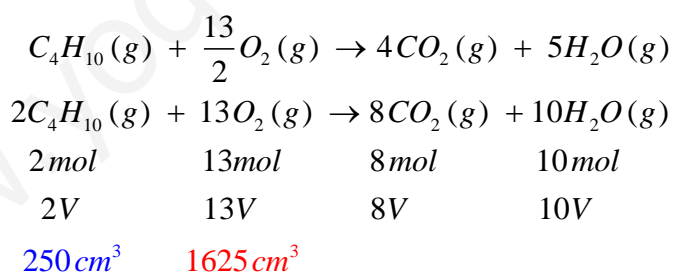 C₄H₁₀(g) + 13/2 O₂(g) → 4CO₂(g) + 5H₂O(g)
2C₄H₁₀(g) + 13O₂(g) → 8CO₂(g) + 10H₂O(g)
2mol 13mol 8mol 10mol
2V 13V 8V 10V
250cm³ 1625cm³